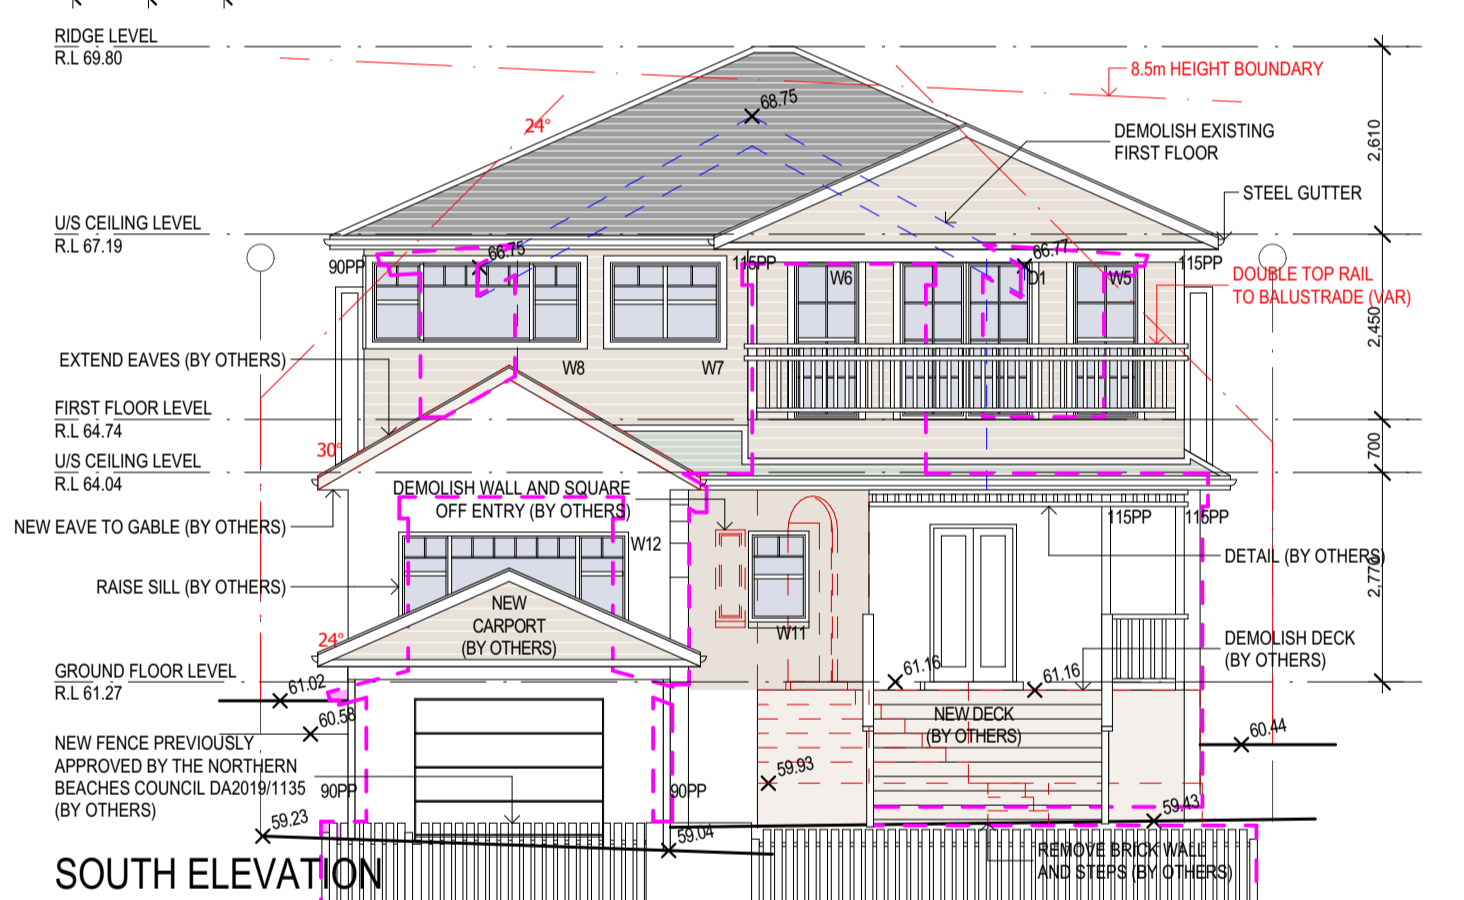 RIDGE LEVEL
R.L 69.80
8.5m HEIGHT BOUNDARY
68.75
24°
2,610
DEMOLISH EXISTING
FIRST FLOOR
STEEL GUTTER
U/S CEILING LEVEL
R.L 67.19
66.75
66.77
90PP
115PP
115PP
W6
D1
W5
DOUBLE TOP RAIL
TO BALUSTRADE (VAR)
2,450
EXTEND EAVES (BY OTHERS)
W8
W7
FIRST FLOOR LEVEL
R.L 64.74
30°
700
U/S CEILING LEVEL
R.L 64.04
DEMOLISH WALL AND SQUARE
OFF ENTRY (BY OTHERS)
NEW EAVE TO GABLE (BY OTHERS)
115PP
115PP
W12
DETAIL (BY OTHERS)
2,770
RAISE SILL (BY OTHERS)
NEW
CARPORT
(BY OTHERS)
W11
24°
DEMOLISH DECK
(BY OTHERS)
GROUND FLOOR LEVEL
R.L 61.27
61.16
61.16
61.02
60.58
NEW DECK
(BY OTHERS)
60.44
NEW FENCE PREVIOUSLY
APPROVED BY THE NORTHERN
BEACHES COUNCIL DA2019/1135
(BY OTHERS)
59.93
90PP
90PP
59.43
59.23
59.04
REMOVE BRICK WALL
AND STEPS (BY OTHERS)
SOUTH ELEVATION